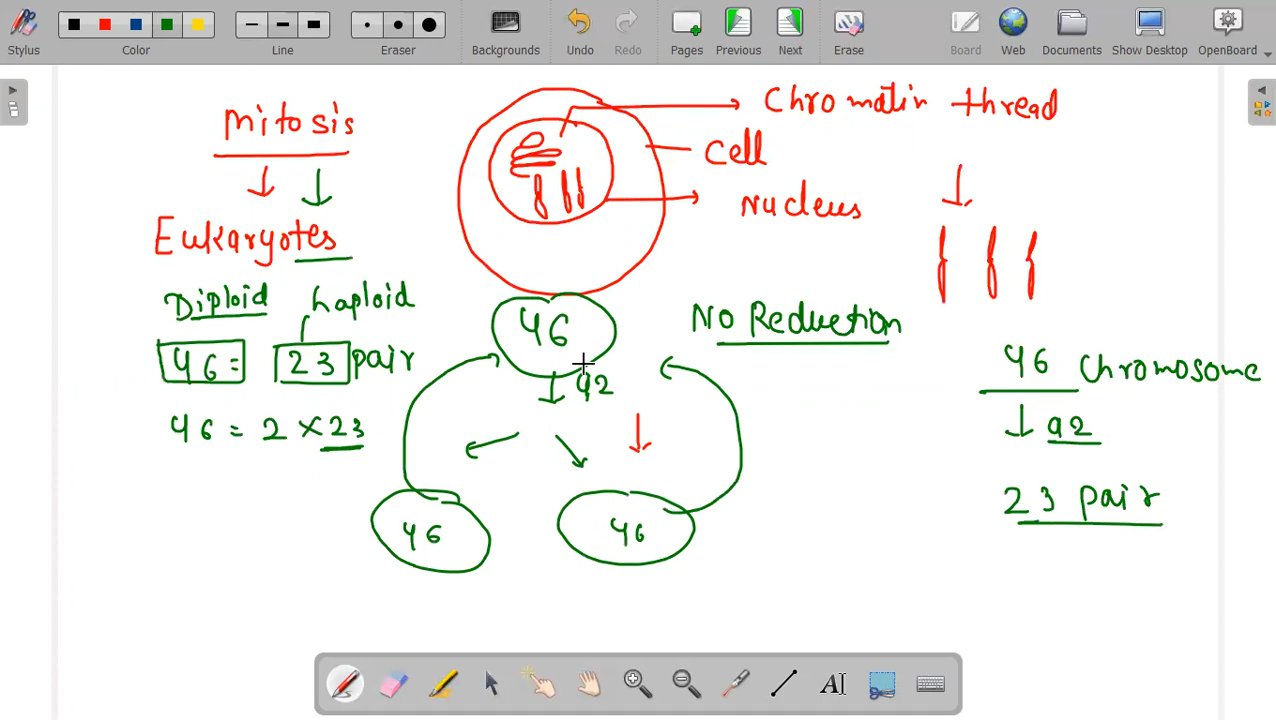 Stylus
Color
Line
Eraser
Backgrounds
Undo
Redo
Pages
Previous
Next
Erase
Board
Web
Documents
Show Desktop
OpenBoard
Mitosis
Eukaryotes
Diploid haploid
46 = 23 pair
46 = 2 × 23
Chromatin thread
Cell
Nucleus
46
92
46
46
No Reduction
46 Chromosome
92
23 pair